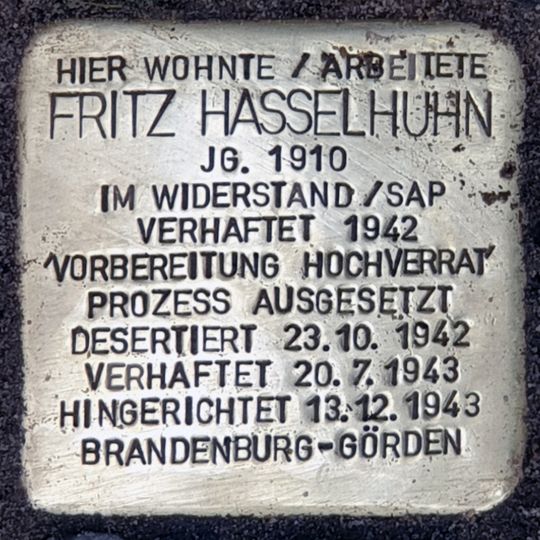 HIER WOHNTE / ARBEITETE
FRITZ HASSELHUHN
JG. 1910
IM WIDERSTAND / SAP
VERHAFTET 1942
'VORBEREITUNG HOCHVERRAT'
PROZESS AUSGESETZT
DESERTIERT 23.10. 1942
VERHAFTET 20.7.1943
HINGERICHTET 13.12.1943
BRANDENBURG-GÖRDEN